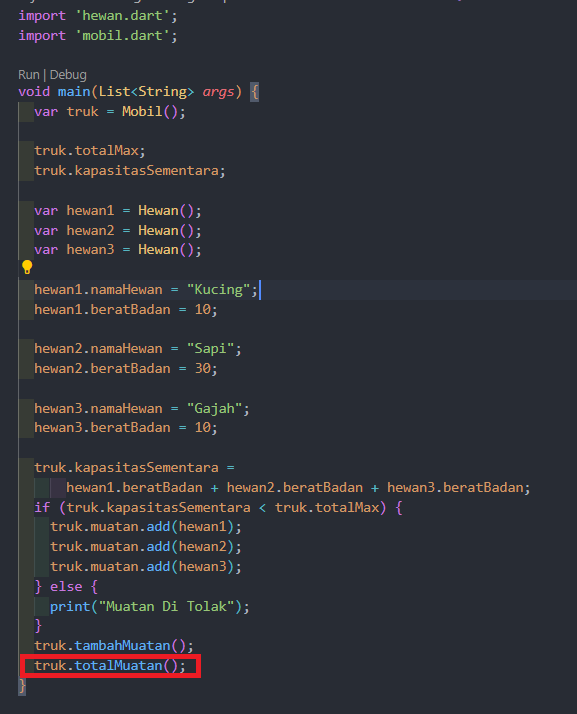 import 'hewan.dart';
import 'mobil.dart';
Run | Debug
void main(List<String> args) {
var truk = Mobil();
truk.totalMax;
truk.kapasitasSementara;
var hewan1 = Hewan();
var hewan2 = Hewan();
var hewan3 = Hewan();
hewan1.namaHewan = "Kucing";
hewan1.beratBadan = 10;
hewan2.namaHewan = "Sapi";
hewan2.beratBadan = 30;
hewan3.namaHewan = "Gajah";
hewan3.beratBadan = 10;
truk.kapasitasSementara =
hewan1.beratBadan + hewan2.beratBadan + hewan3.beratBadan;
if (truk.kapasitasSementara < truk.totalMax) {
truk.muatan.add(hewan1);
truk.muatan.add(hewan2);
truk.muatan.add(hewan3);
} else {
print("Muatan Di Tolak");
}
truk.tambahMuatan();
truk.totalMuatan();
}